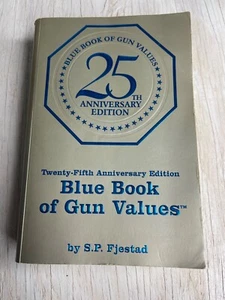 BLUE BOOK OF GUN VALUES
25TH
ANNIVERSARY
EDITION
Twenty-Fifth Anniversary Edition
Blue Book
of Gun Values™
by S.P. Fjestad